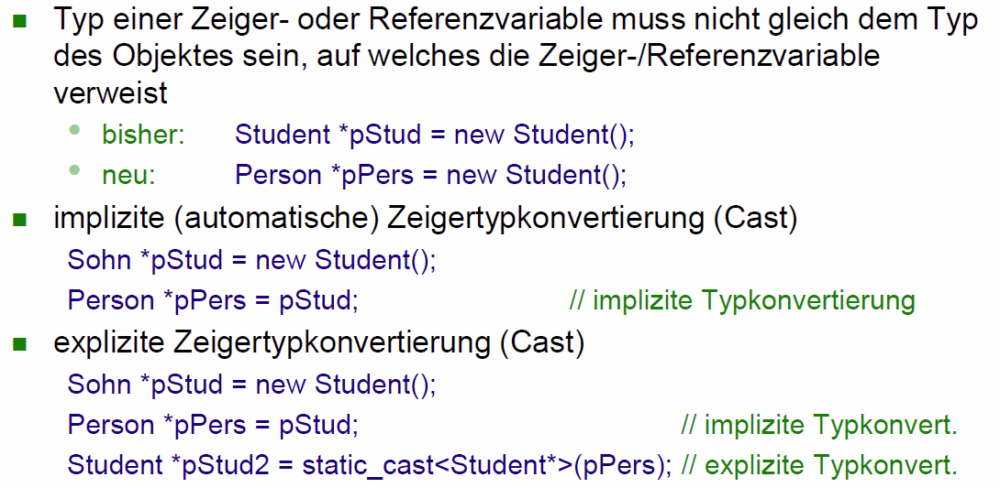 Typ einer Zeiger- oder Referenzvariable muss nicht gleich dem Typ
des Objektes sein, auf welches die Zeiger-/Referenzvariable
verweist
bisher: Student *pStud = new Student();
neu: Person *pPers = new Student();
implizite (automatische) Zeigertypkonvertierung (Cast)
Sohn *pStud = new Student();
Person *pPers = pStud; // implizite Typkonvertierung
explizite Zeigertypkonvertierung (Cast)
Sohn *pStud = new Student();
Person *pPers = pStud; // implizite Typkonvert.
Student *pStud2 = static_cast<Student*>(pPers); // explizite Typkonvert.